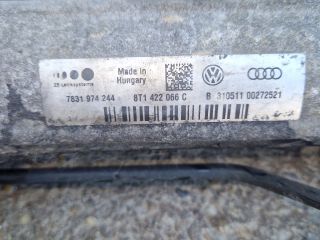 Made in
Hungary
ZF Lenksysteme
7831 974 244 8T1 422 066 C B 310511 00272521